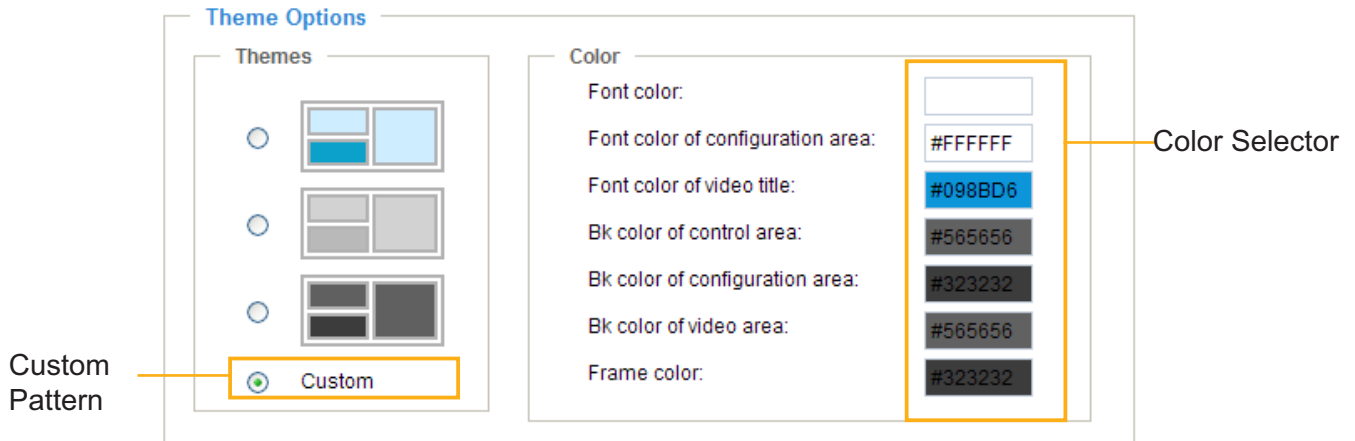 Theme Options
Themes
Custom
Custom
Pattern
Color
Font color:
Font color of configuration area: #FFFFFF
Font color of video title: #098BD6
Bk color of control area: #565656
Bk color of configuration area: #323232
Bk color of video area: #565656
Frame color: #323232
Color Selector